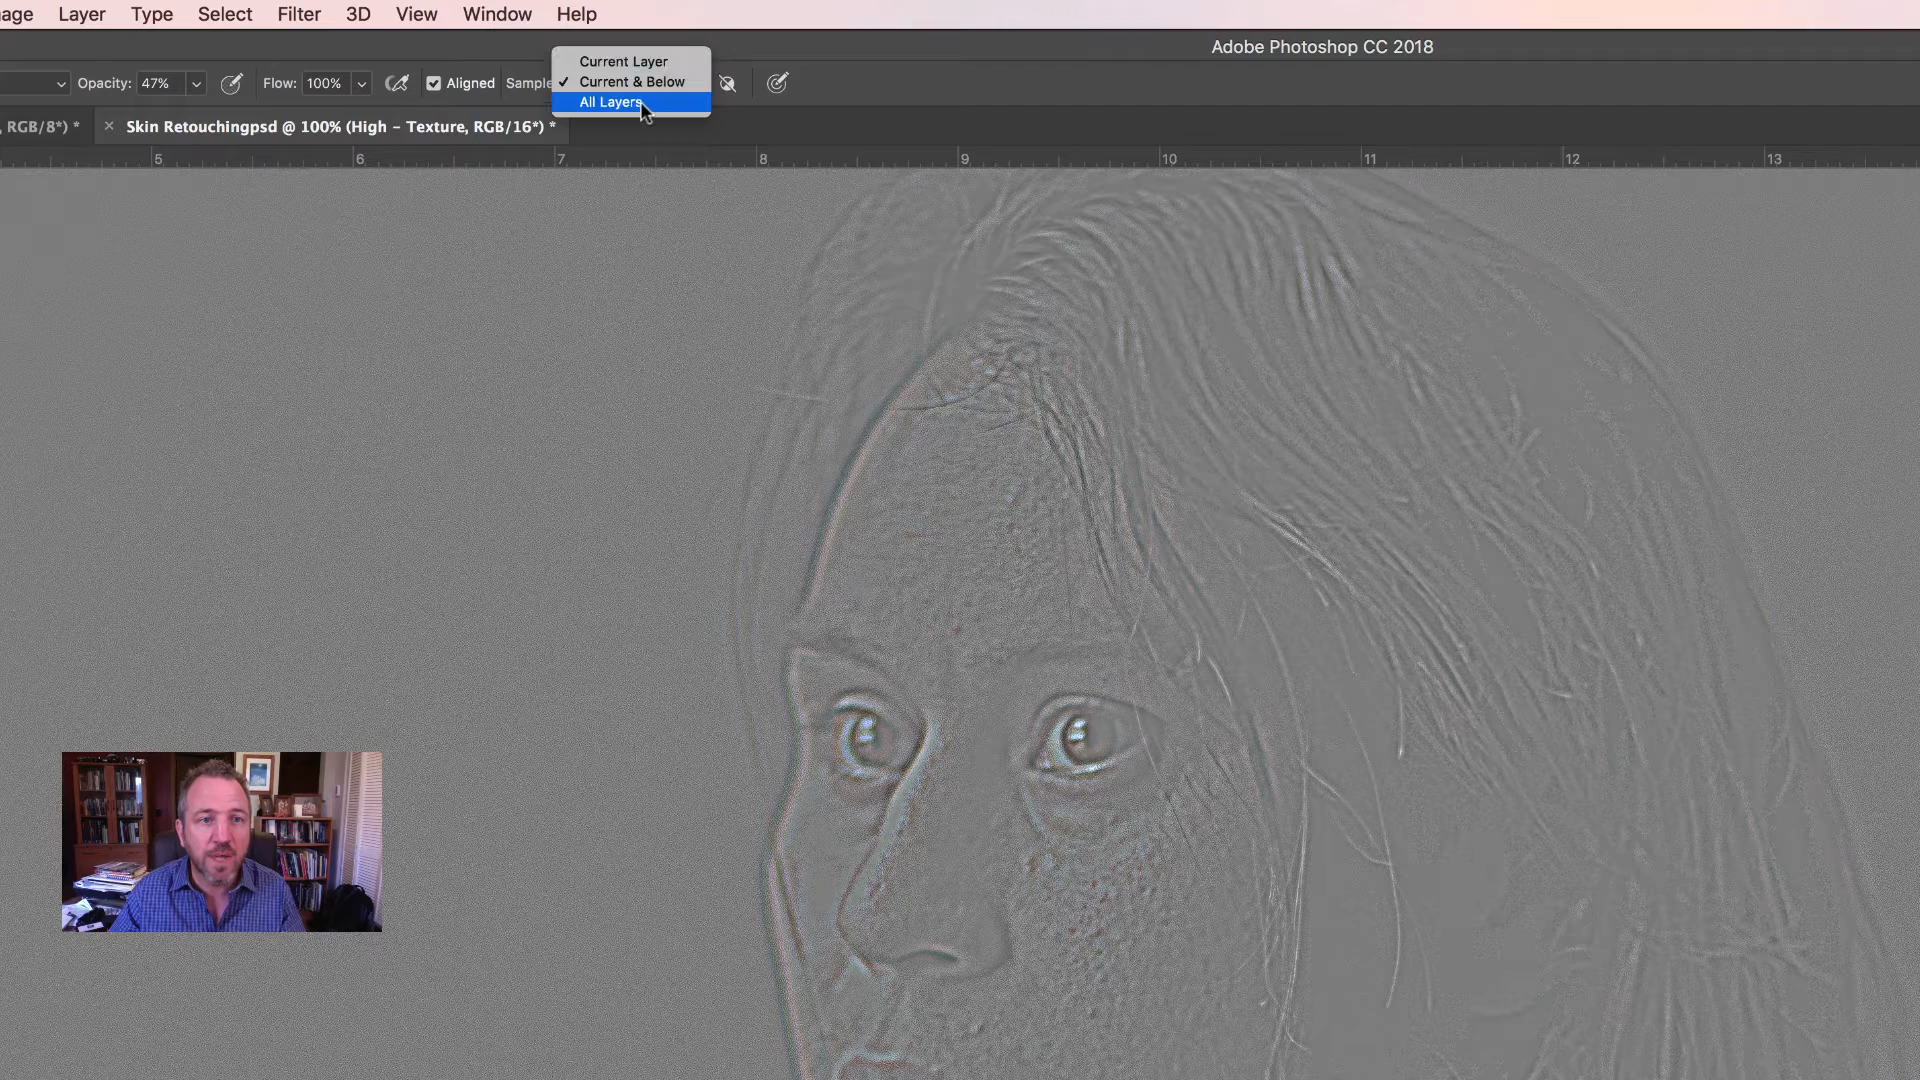 age Layer Type Select Filter 3D View Window Help
Adobe Photoshop CC 2018
Current Layer
Opacity: 47% Flow: 100% Aligned Sample ✓ Current & Below
All Layers
, RGB/8*) * × Skin Retouchingpsd @ 100% (High - Texture, RGB/16*) *
5 6 7 8 9 10 11 12 13